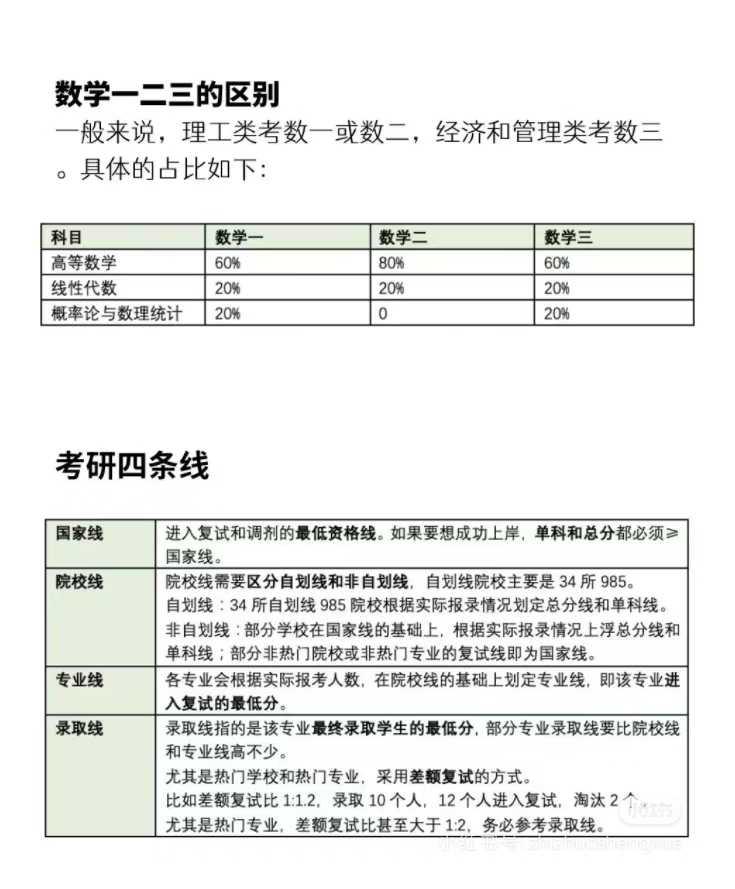 数学一二三的区别
一般来说，理工类考数一或数二，经济和管理类考数三
。具体的占比如下：
科目 数学一 数学二 数学三
高等数学 60% 80% 60%
线性代数 20% 20% 20%
概率论与数理统计 20% 0 20%
考研四条线
国家线 进入复试和调剂的最低资格线。如果要想成功上岸，单科和总分都必须≥
国家线。
院校线 院校线需要区分自划线和非自划线，自划线院校主要是 34 所 985。
自划线：34 所自划线 985 院校根据实际报录情况划定总分线和单科线。
非自划线：部分学校在国家线的基础上，根据实际报录情况上浮总分线和
单科线；部分非热门院校或非热门专业的复试线即为国家线。
专业线 各专业会根据实际报考人数，在院校线的基础上划定专业线，即该专业进
入复试的最低分。
录取线 录取线指的是该专业最终录取学生的最低分，部分专业录取线要比院校线
和专业线高不少。
尤其是热门学校和热门专业，采用差额复试的方式。
比如差额复试比 1:1.2，录取 10 个人，12 个人进入复试，淘汰 2 个。
尤其是热门专业，差额复试比甚至大于 1:2，务必参考录取线。